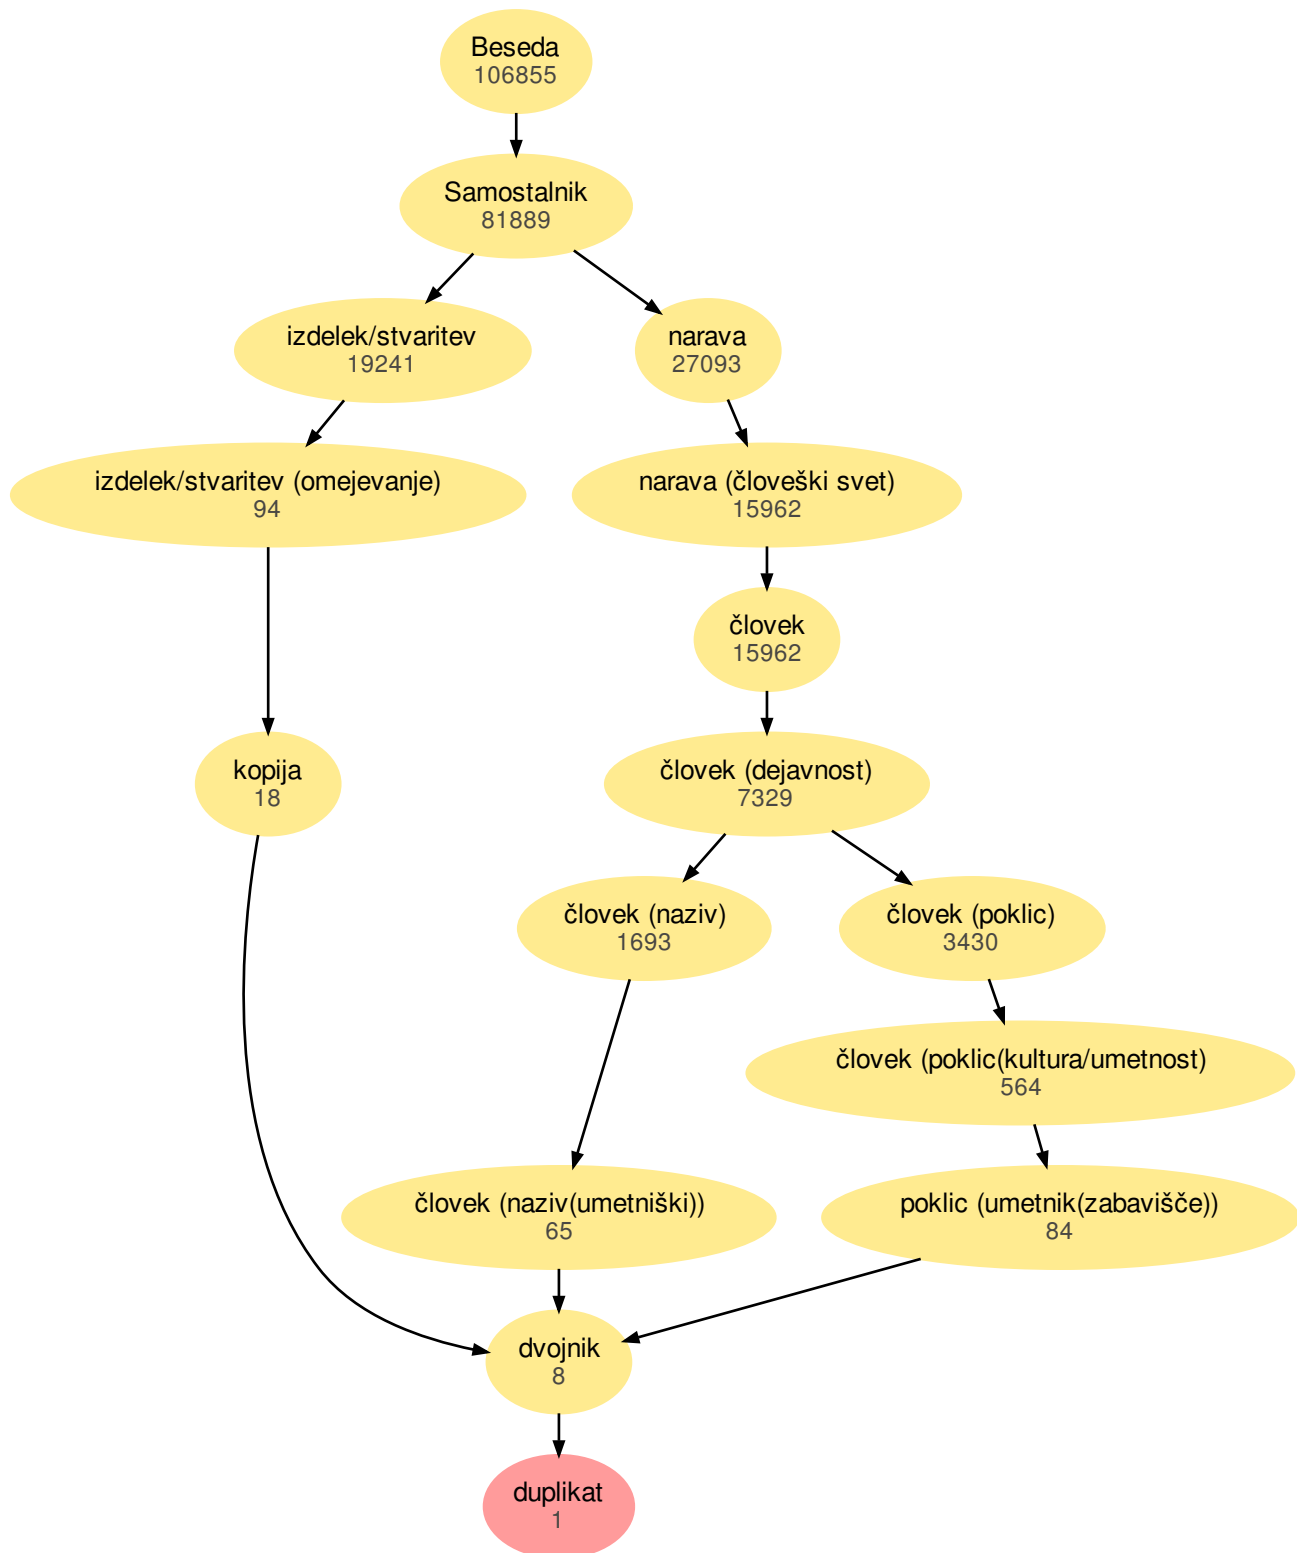 Beseda
106855
Samostalnik
81889
izdelek/stvaritev
19241
narava
27093
izdelek/stvaritev (omejevanje)
94
narava (človeški svet)
15962
človek
15962
kopija
18
človek (dejavnost)
7329
človek (naziv)
1693
človek (poklic)
3430
človek (poklic(kultura/umetnost)
564
človek (naziv(umetniški))
65
poklic (umetnik(zabavišče))
84
dvojnik
8
duplikat
1